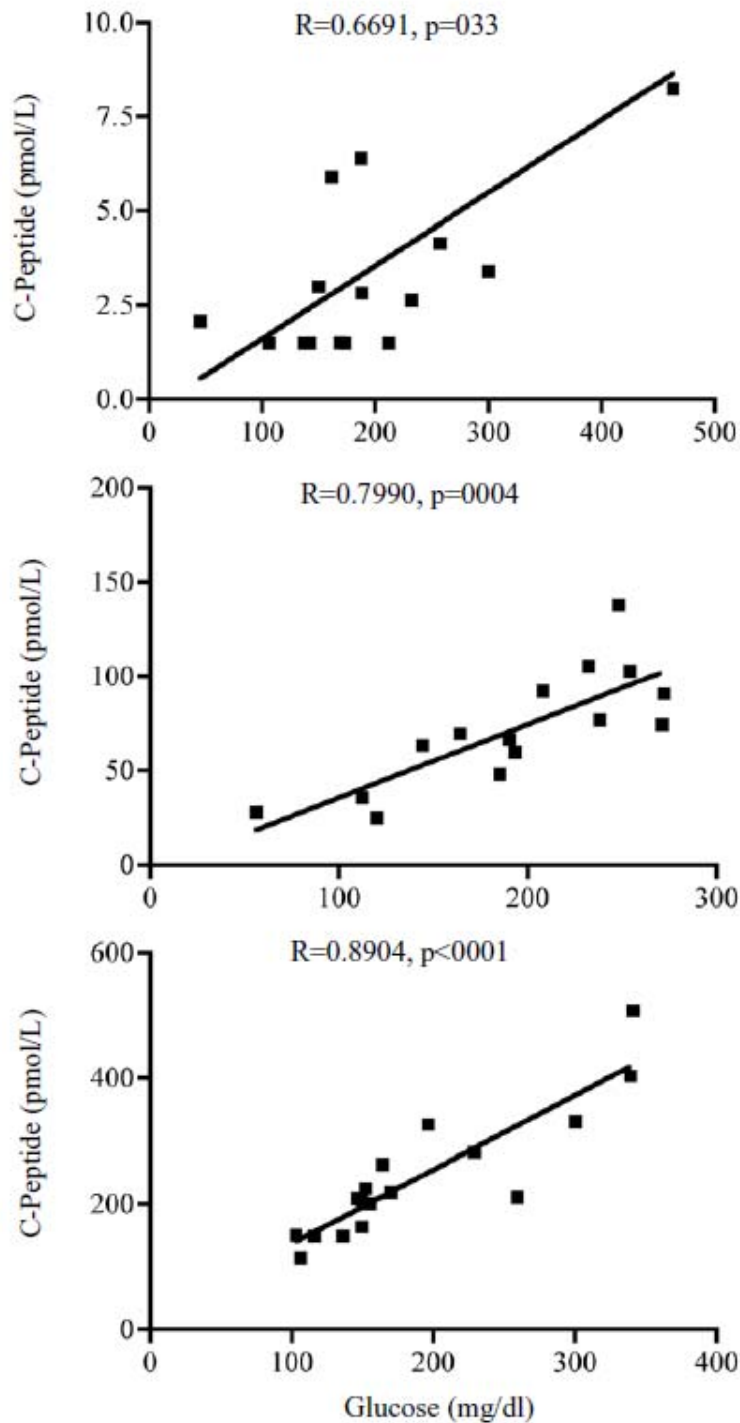 R=0.6691, p=033
C-Peptide (pmol/L)
10.0
7.5
5.0
2.5
0.0
0 100 200 300 400 500
R=0.7990, p=0004
C-Peptide (pmol/L)
200
150
100
50
0
0 100 200 300
R=0.8904, p<0001
C-Peptide (pmol/L)
600
400
200
0
0 100 200 300 400
Glucose (mg/dl)